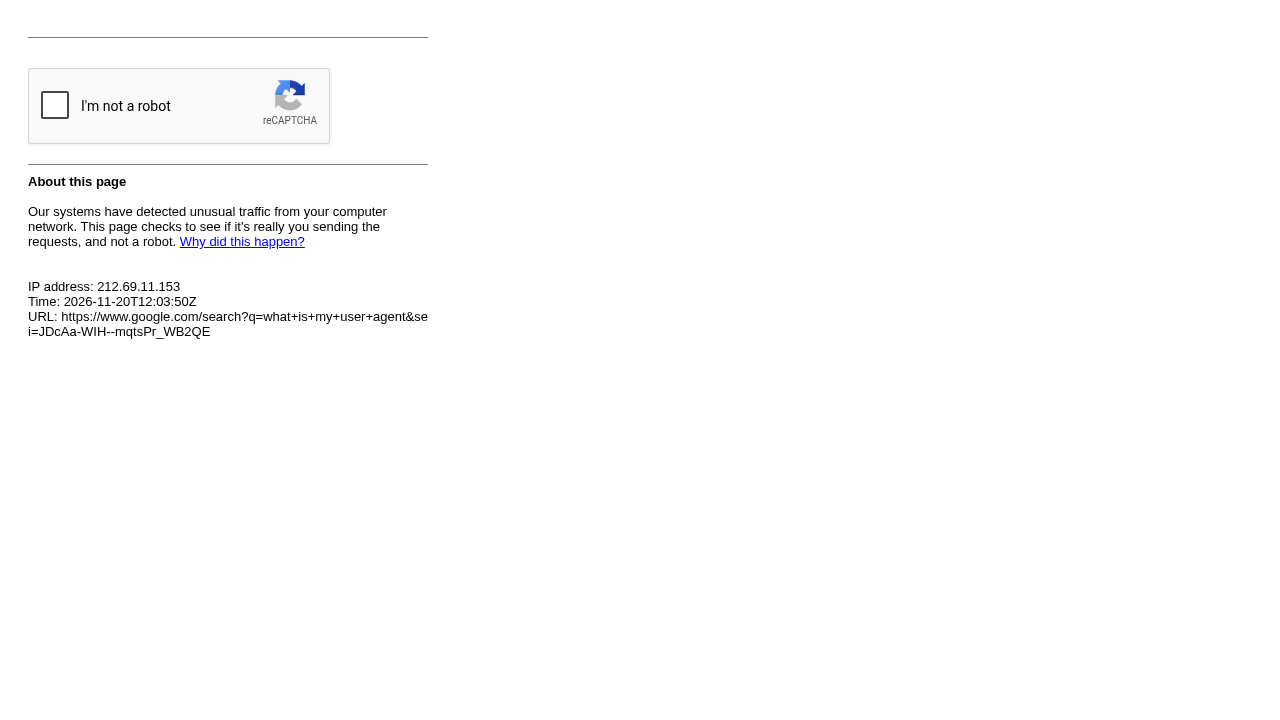 I'm not a robot
reCAPTCHA
About this page
Our systems have detected unusual traffic from your computer
network. This page checks to see if it's really you sending the
requests, and not a robot. Why did this happen?
IP address: 212.69.11.153
Time: 2026-11-20T12:03:50Z
URL: https://www.google.com/search?q=what+is+my+user+agent&se
i=JDcAa-WIH--mqtsPr_WB2QE